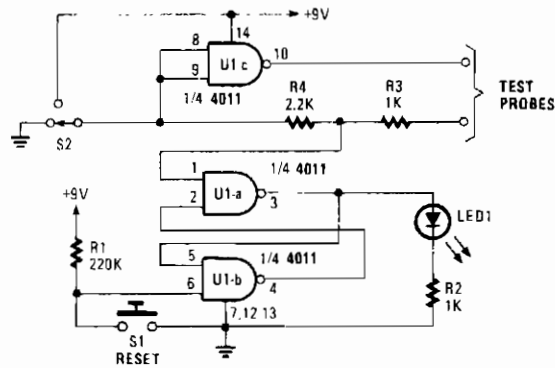 +9V
14
8
9
U1c
10
1/4 4011
R4
2.2K
R3
1K
TEST
PROBES
S2
1/4 4011
1
2
U1-a
3
+9V
R1
220K
LED1
1/4 4011
5
6
U1-b
4
R2
1K
7,12 13
S1
RESET